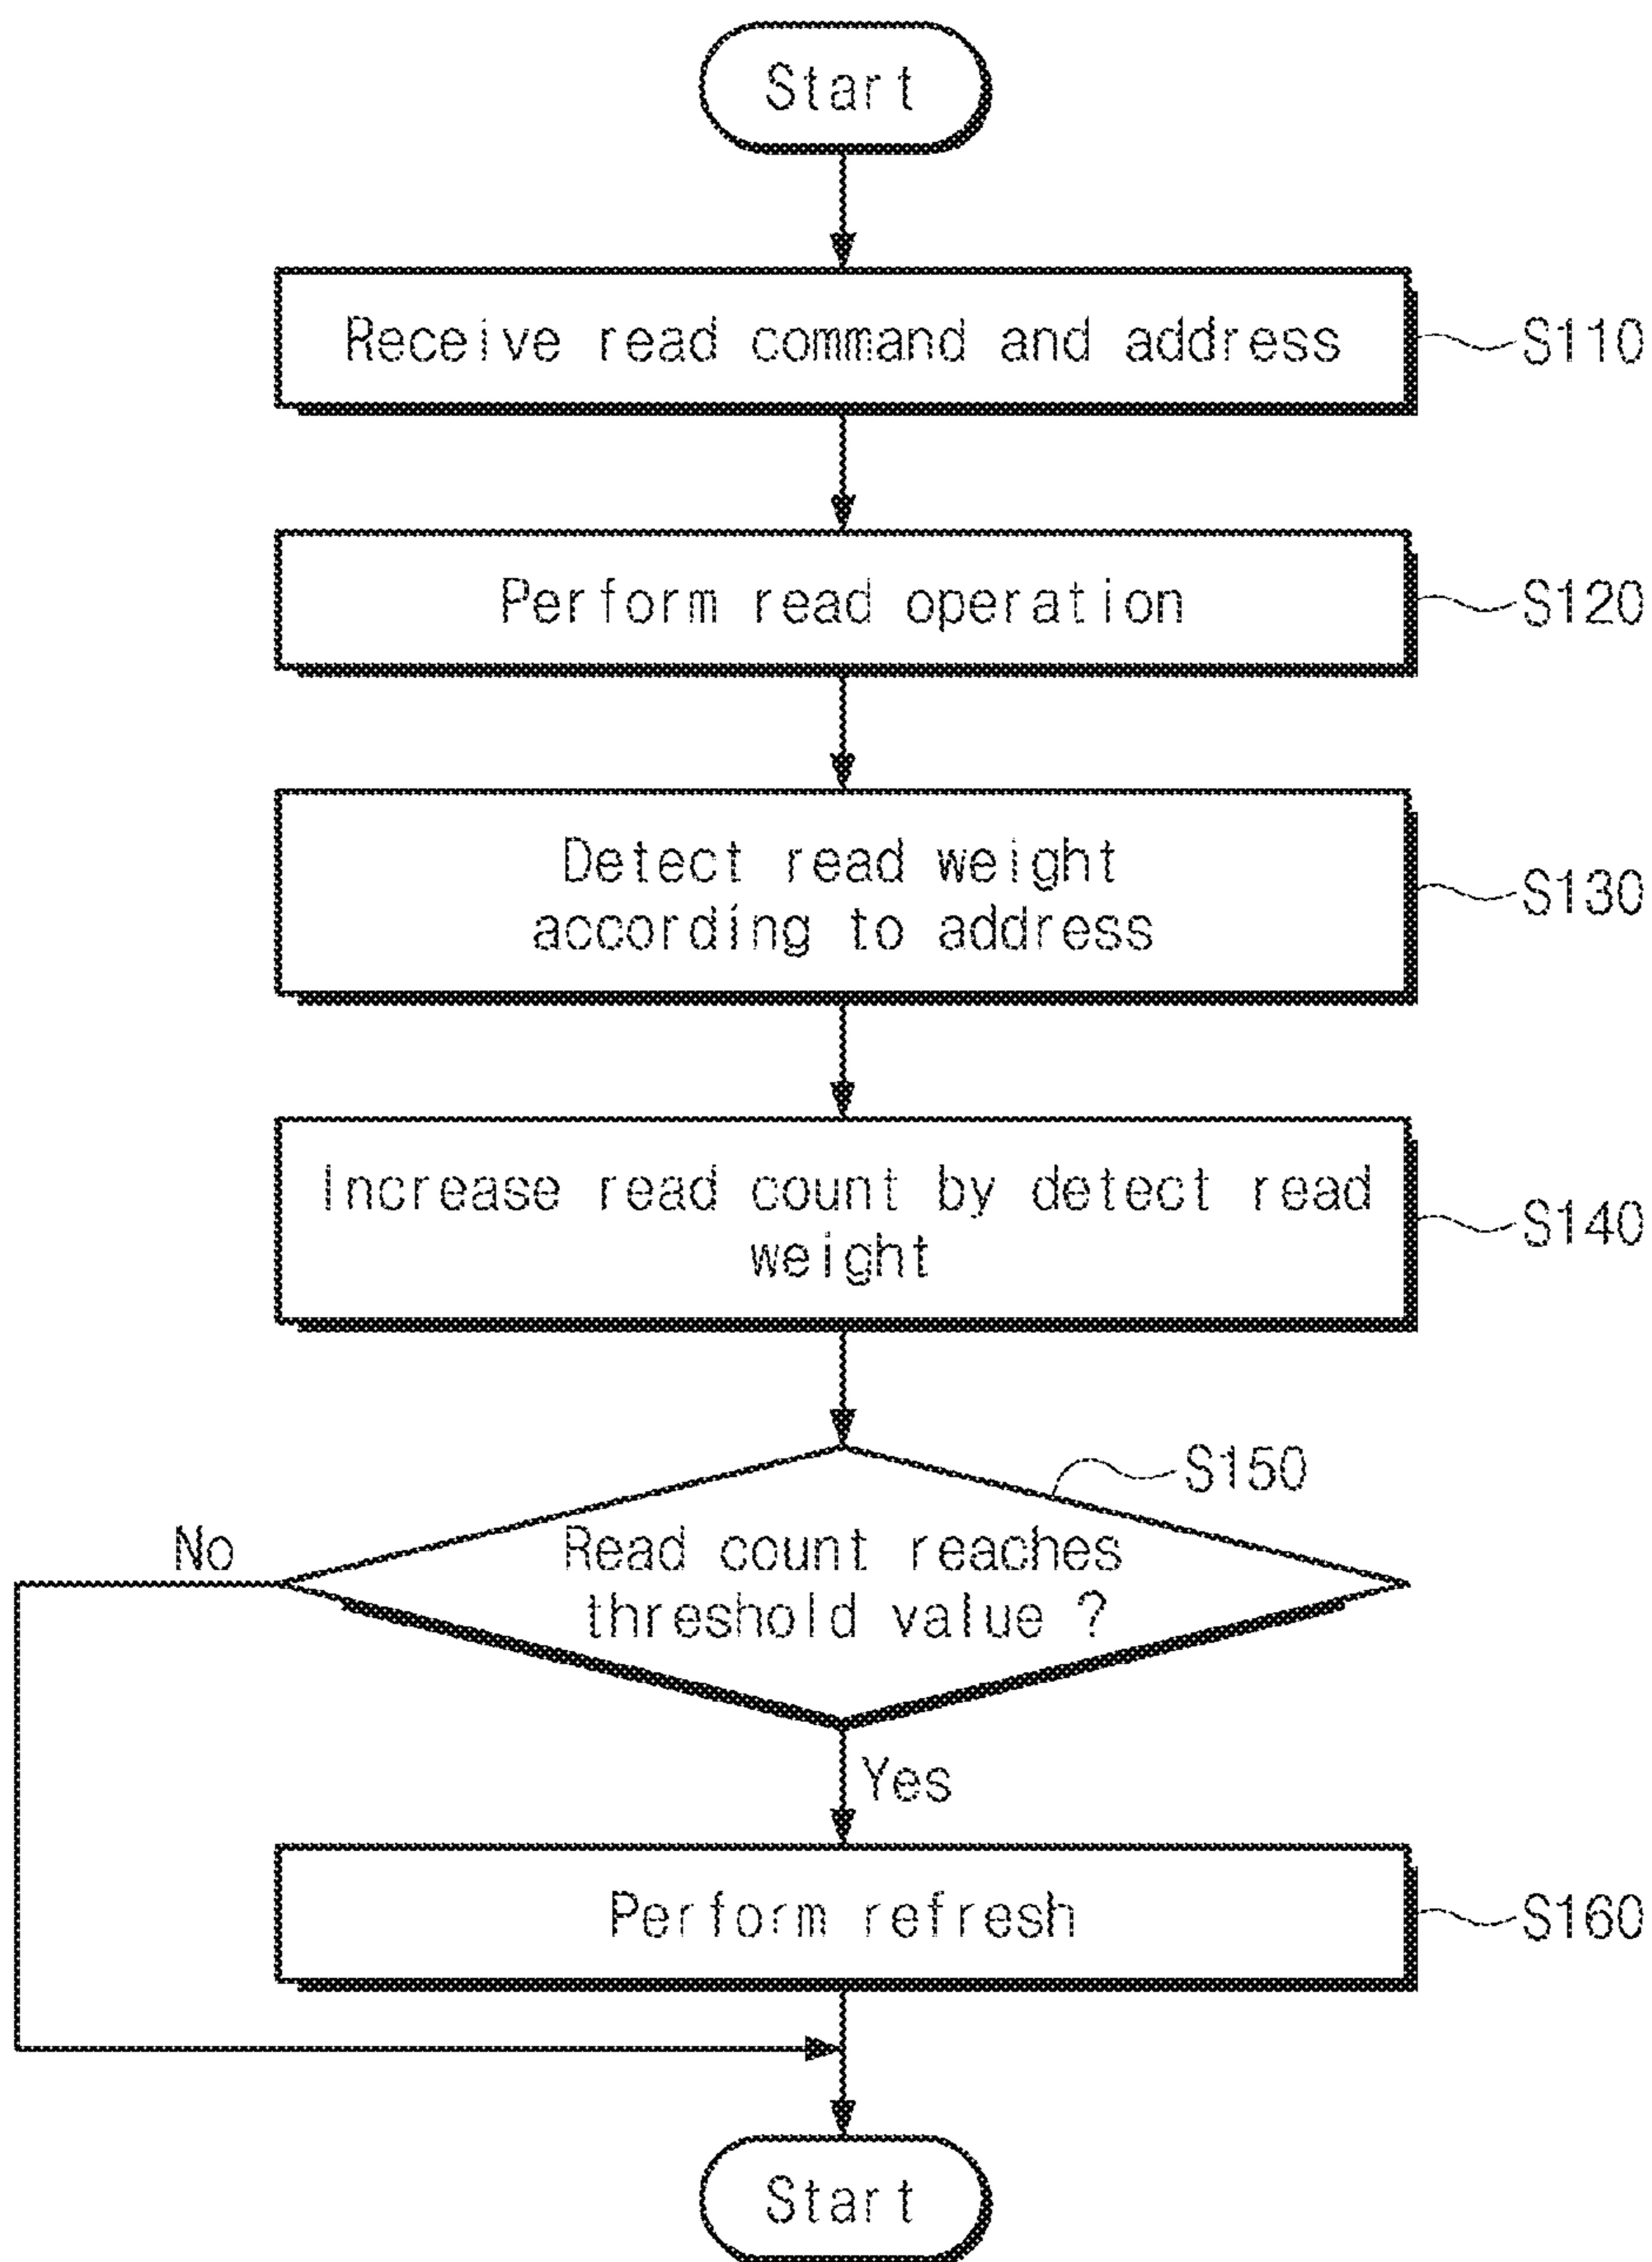 Start
Receive read command and address
S110
Perform read operation
S120
Detect read weight
according to address
S130
Increase read count by detect read
weight
S140
S150
No
Read count reaches
threshold value ?
Yes
Perform refresh
S160
Start